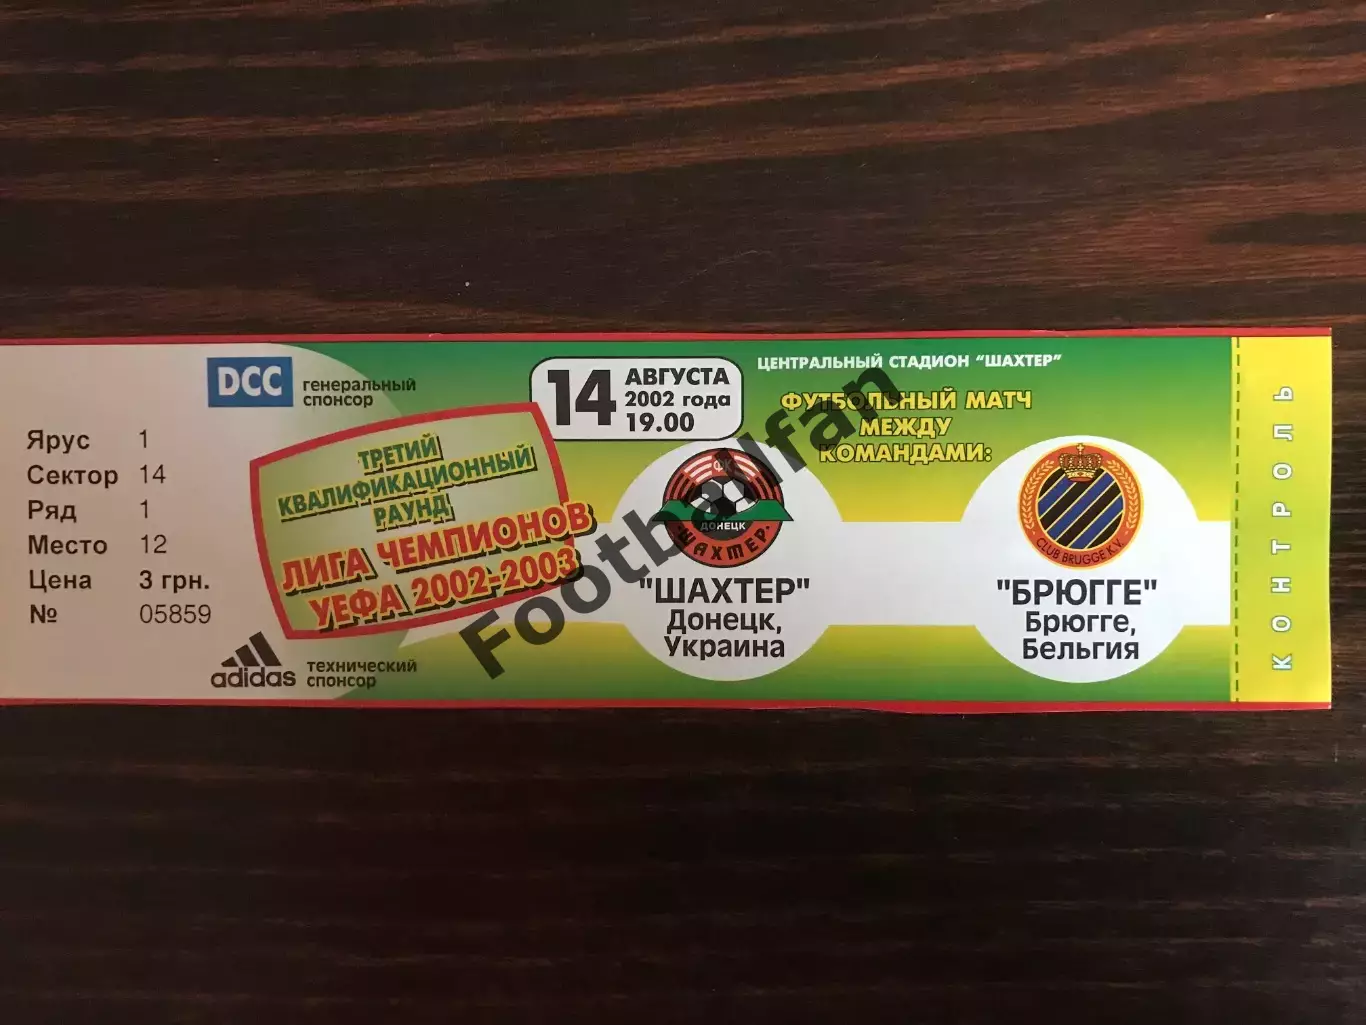 DCC генеральный
спонсор
Ярус 1
Сектор 14
Ряд 1
Место 12
Цена 3 грн.
№ 05859
adidas технический
спонсор
ТРЕТИЙ
КВАЛИФИКАЦИОННЫЙ
РАУНД
ЛИГА ЧЕМПИОНОВ
УЕФА 2002-2003
14 АВГУСТА
2002 года
19.00
ЦЕНТРАЛЬНЫЙ СТАДИОН "ШАХТЕР"
ФУТБОЛЬНЫЙ МАТЧ
МЕЖДУ
КОМАНДАМИ:
ФК
ДОНЕЦК
ШАХТЕР
"ШАХТЕР"
Донецк,
Украина
CLUB BRUGGE K.V.
"БРЮГГЕ"
Брюгге,
Бельгия
КОНТРОЛЬ
Footballfan